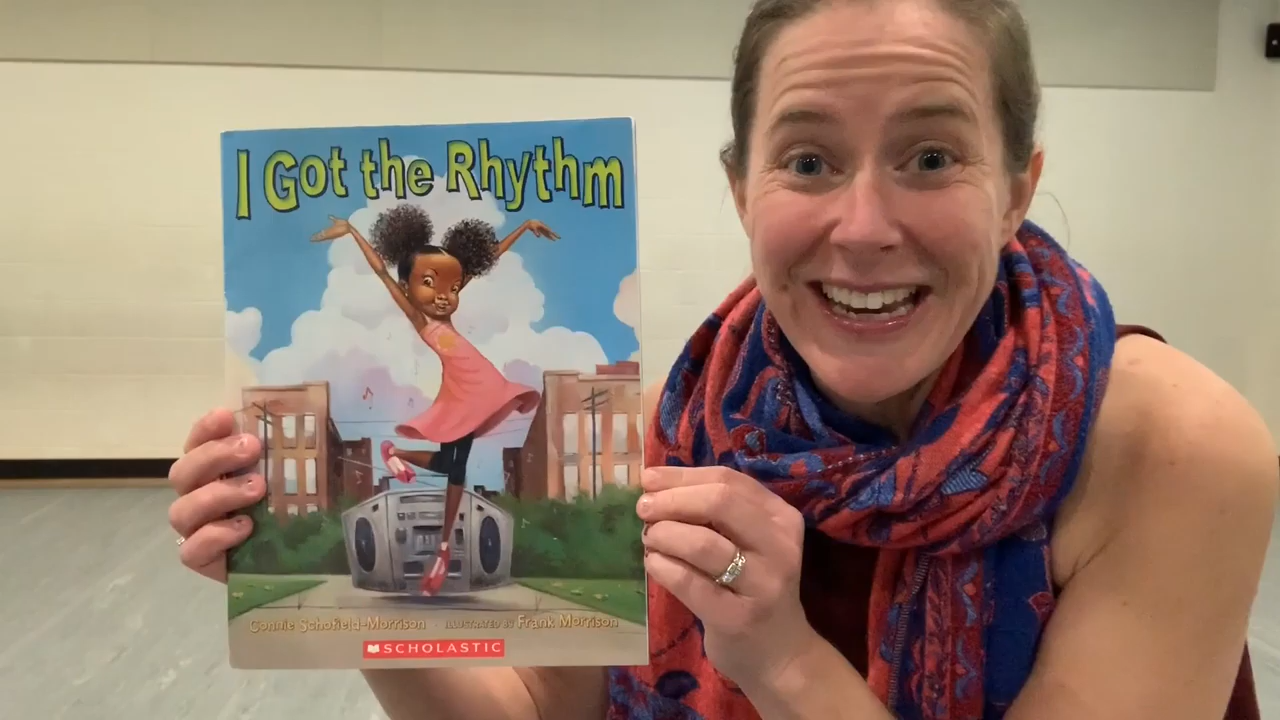 I Got the Rhythm
Connie Schofield-Morrison · ILLUSTRATED BY Frank Morrison
SCHOLASTIC